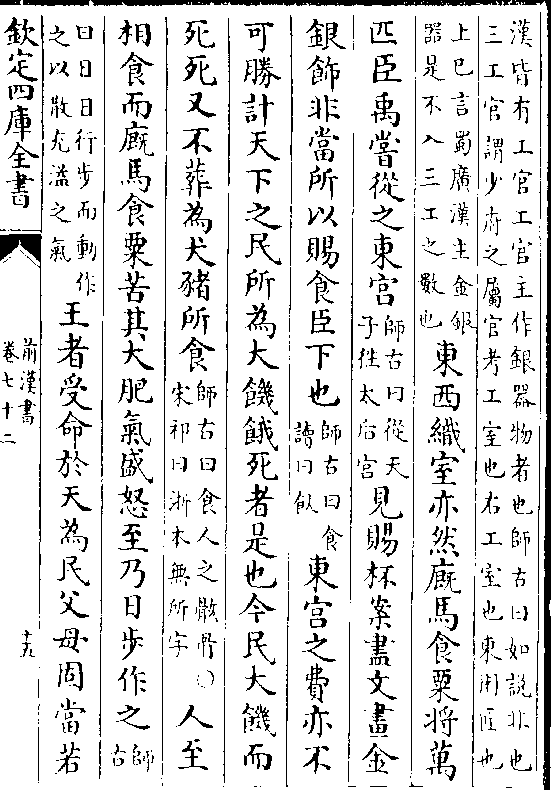 漢皆有工官工官主作銀器物者也師古曰如說非也
三工官謂少府之屬官考工室也右工室也東園匠也
上已言蜀廣漢主金銀
器是不入三工之數也
東西織室亦然廐馬食粟將萬
匹臣禹嘗從之東宮
師古曰從天
子往太后宮
見賜杯案畫文畫金
銀飾非當所以賜食臣下也
師古曰食
讀曰飤
東宮之費亦不
可勝計天下之民所為大饑餓死者是也今民大饑而
死死又不葬為犬豬所食
師古曰食人之骸骨○
宋祁曰浙本無所字
人至
相食而廐馬食粟苦其大肥氣盛怒至乃日步作之
師古
曰日日行步而動作
之以散充溢之氣
王者受命於天為民父母固當若
欽定四庫全書
前漢書
卷七十二
十九